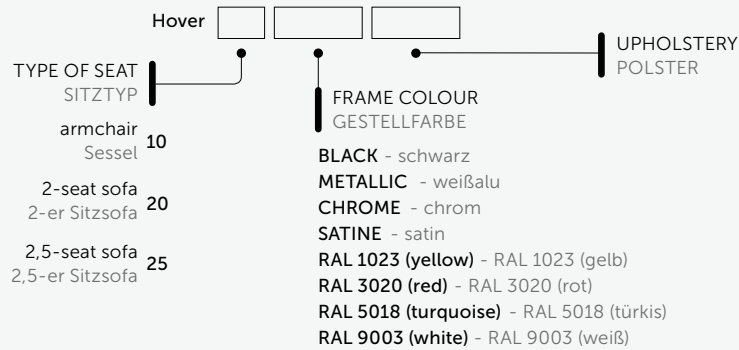 Hover
TYPE OF SEAT
SITZTYP
armchair 10
Sessel
2-seat sofa 20
2-er Sitzsofa
2,5-seat sofa 25
2,5-er Sitzsofa
FRAME COLOUR
GESTELLFARBE
BLACK - schwarz
METALLIC - weißalu
CHROME - chrom
SATINE - satin
RAL 1023 (yellow) - RAL 1023 (gelb)
RAL 3020 (red) - RAL 3020 (rot)
RAL 5018 (turquoise) - RAL 5018 (türkis)
RAL 9003 (white) - RAL 9003 (weiß)
UPHOLSTERY
POLSTER